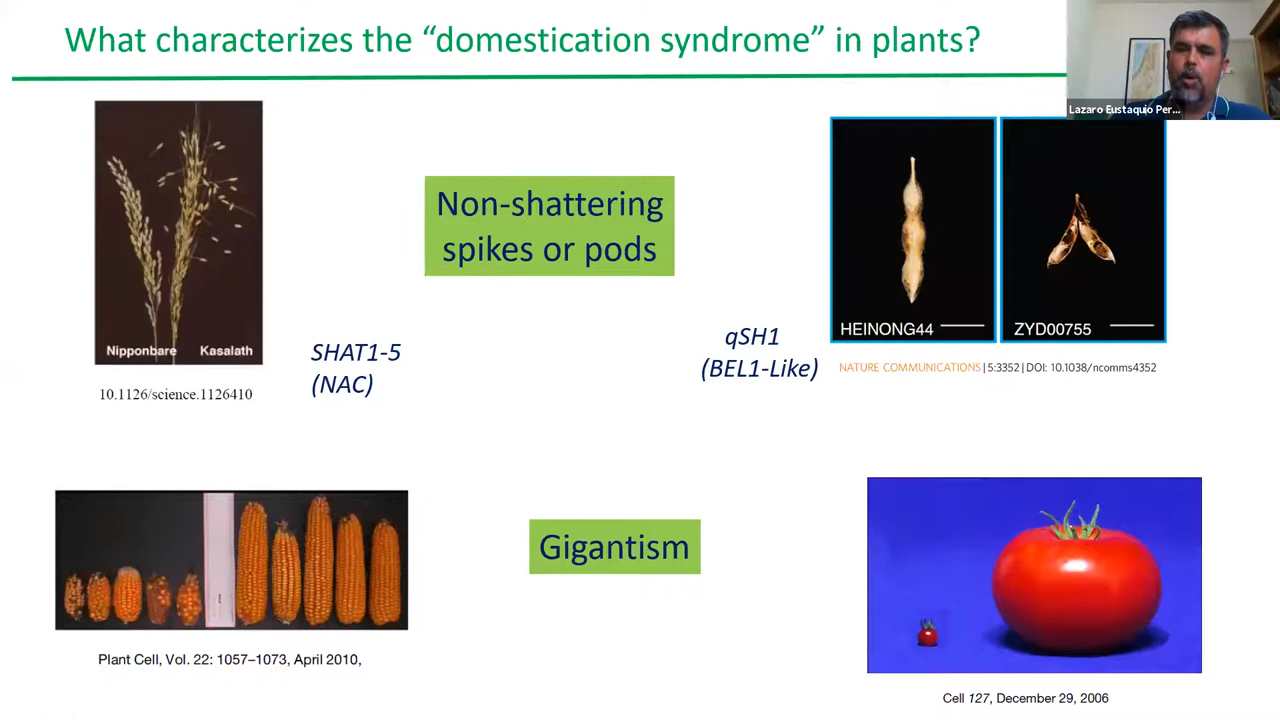 What characterizes the “domestication syndrome” in plants?
Lazaro Eustaquio Per...
Nipponbare Kasalath
10.1126/science.1126410
SHAT1-5
(NAC)
Non-shattering
spikes or pods
qSH1
(BEL1-Like)
HEINONG44
ZYD00755
NATURE COMMUNICATIONS | 5:3352 | DOI: 10.1038/ncomms4352
Plant Cell, Vol. 22: 1057–1073, April 2010,
Gigantism
Cell 127, December 29, 2006